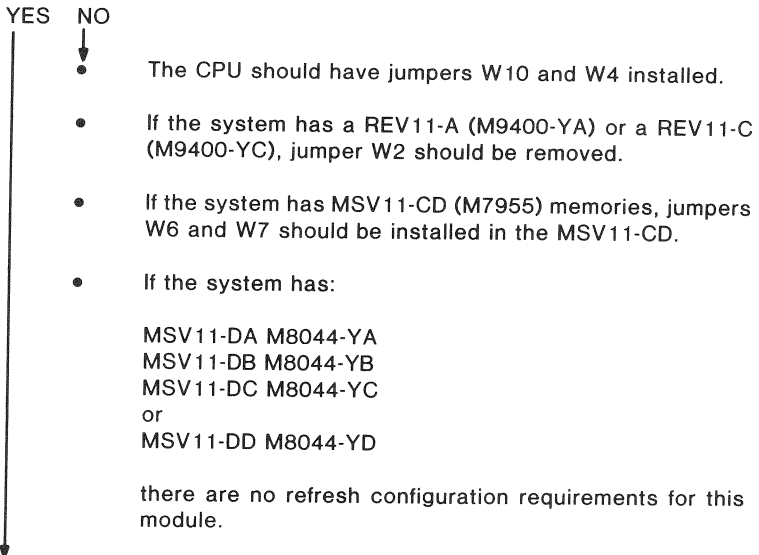 YES NO
• The CPU should have jumpers W10 and W4 installed.
• If the system has a REV11-A (M9400-YA) or a REV11-C
(M9400-YC), jumper W2 should be removed.
• If the system has MSV11-CD (M7955) memories, jumpers
W6 and W7 should be installed in the MSV11-CD.
• If the system has:
MSV11-DA M8044-YA
MSV11-DB M8044-YB
MSV11-DC M8044-YC
or
MSV11-DD M8044-YD
there are no refresh configuration requirements for this
module.